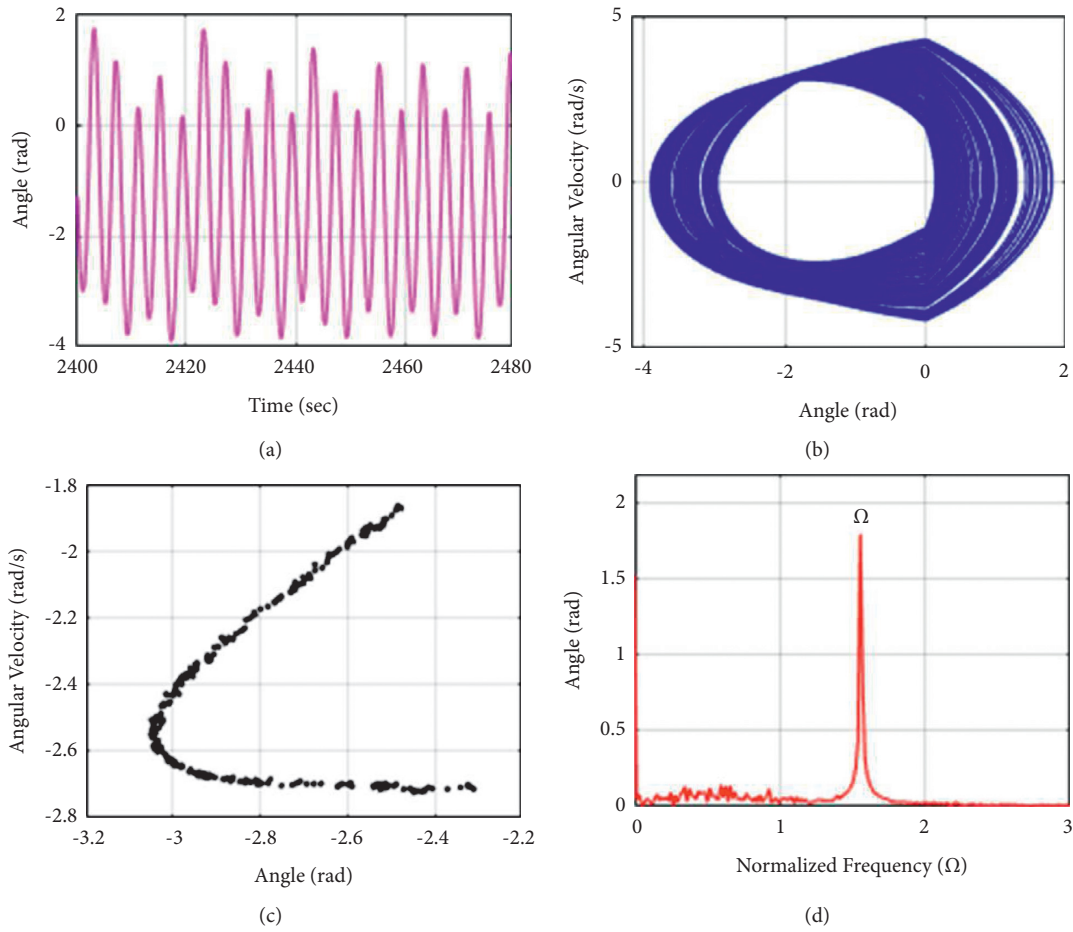 2
0
-2
-4
Angle (rad)
2400 2420 2440 2460 2480
Time (sec)
(a)
5
0
-5
Angular Velocity (rad/s)
-4 -2 0 2
Angle (rad)
(b)
-1.8
-2
-2.2
-2.4
-2.6
-2.8
Angular Velocity (rad/s)
-3.2 -3 -2.8 -2.6 -2.4 -2.2
Angle (rad)
(c)
2
1.5
1
0.5
0
Angle (rad)
Ω
0 1 2 3
Normalized Frequency (Ω)
(d)